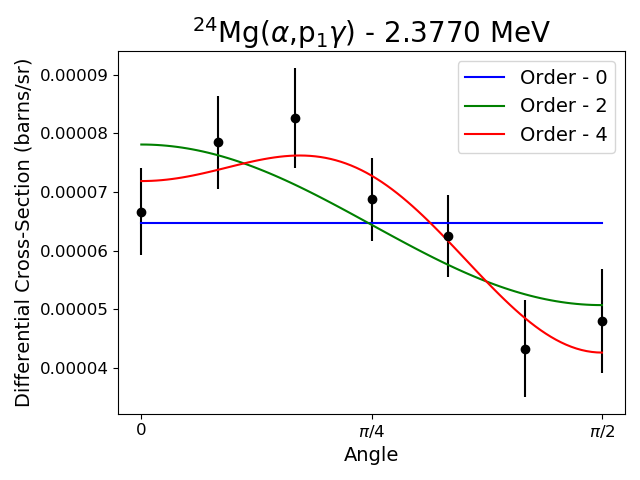 ²⁴Mg(α,p₁γ) - 2.3770 MeV
Order - 0
Order - 2
Order - 4
Differential Cross-Section (barns/sr)
0.00009
0.00008
0.00007
0.00006
0.00005
0.00004
0
π/4
π/2
Angle